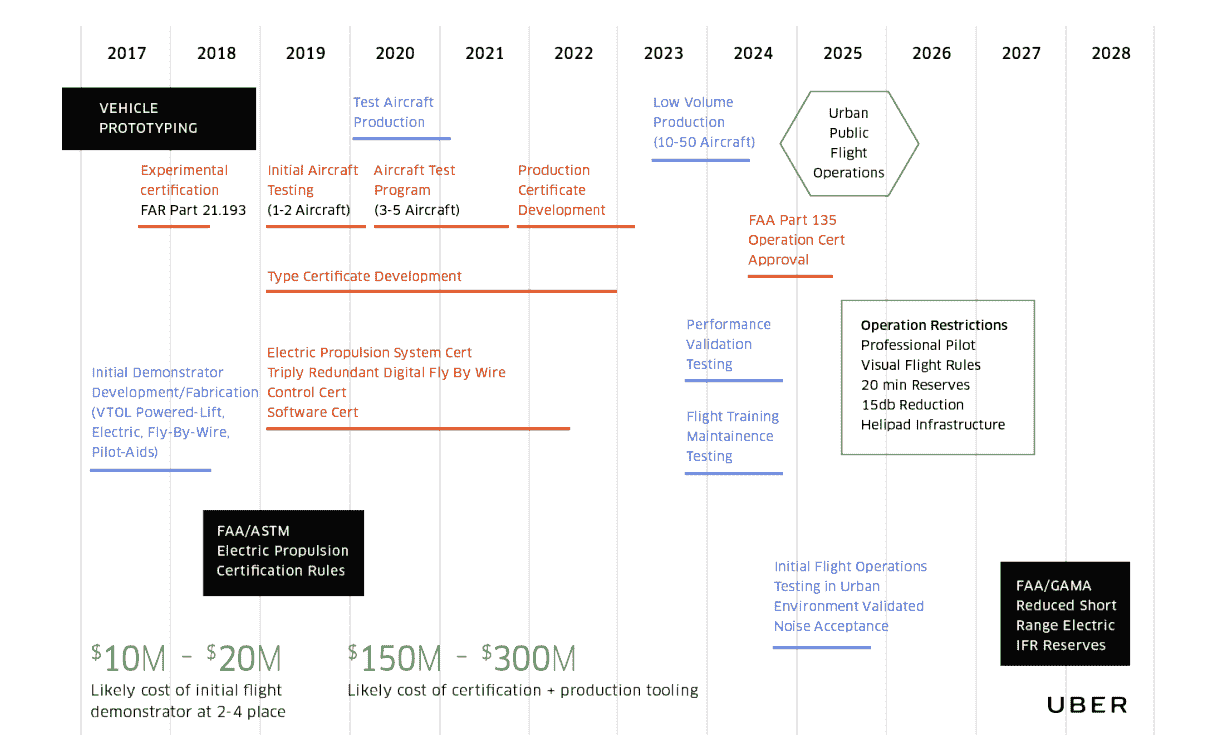 2017 2018 2019 2020 2021 2022 2023 2024 2025 2026 2027 2028
VEHICLE
PROTOTYPING
Test Aircraft
Production
Low Volume
Production
(10-50 Aircraft)
Urban
Public
Flight
Operations
Experimental
certification
FAR Part 21.193
Initial Aircraft
Testing
(1-2 Aircraft)
Aircraft Test
Program
(3-5 Aircraft)
Production
Certificate
Development
FAA Part 135
Operation Cert
Approval
Type Certificate Development
Performance
Validation
Testing
Operation Restrictions
Professional Pilot
Visual Flight Rules
20 min Reserves
15db Reduction
Helipad Infrastructure
Initial Demonstrator
Development/Fabrication
(VTOL Powered-Lift,
Electric, Fly-By-Wire,
Pilot-Aids)
Electric Propulsion System Cert
Triply Redundant Digital Fly By Wire
Control Cert
Software Cert
Flight Training
Maintainence
Testing
FAA/ASTM
Electric Propulsion
Certification Rules
Initial Flight Operations
Testing in Urban
Environment Validated
Noise Acceptance
FAA/GAMA
Reduced Short
Range Electric
IFR Reserves
$10M - $20M
Likely cost of initial flight
demonstrator at 2-4 place
$150M - $300M
Likely cost of certification + production tooling
UBER